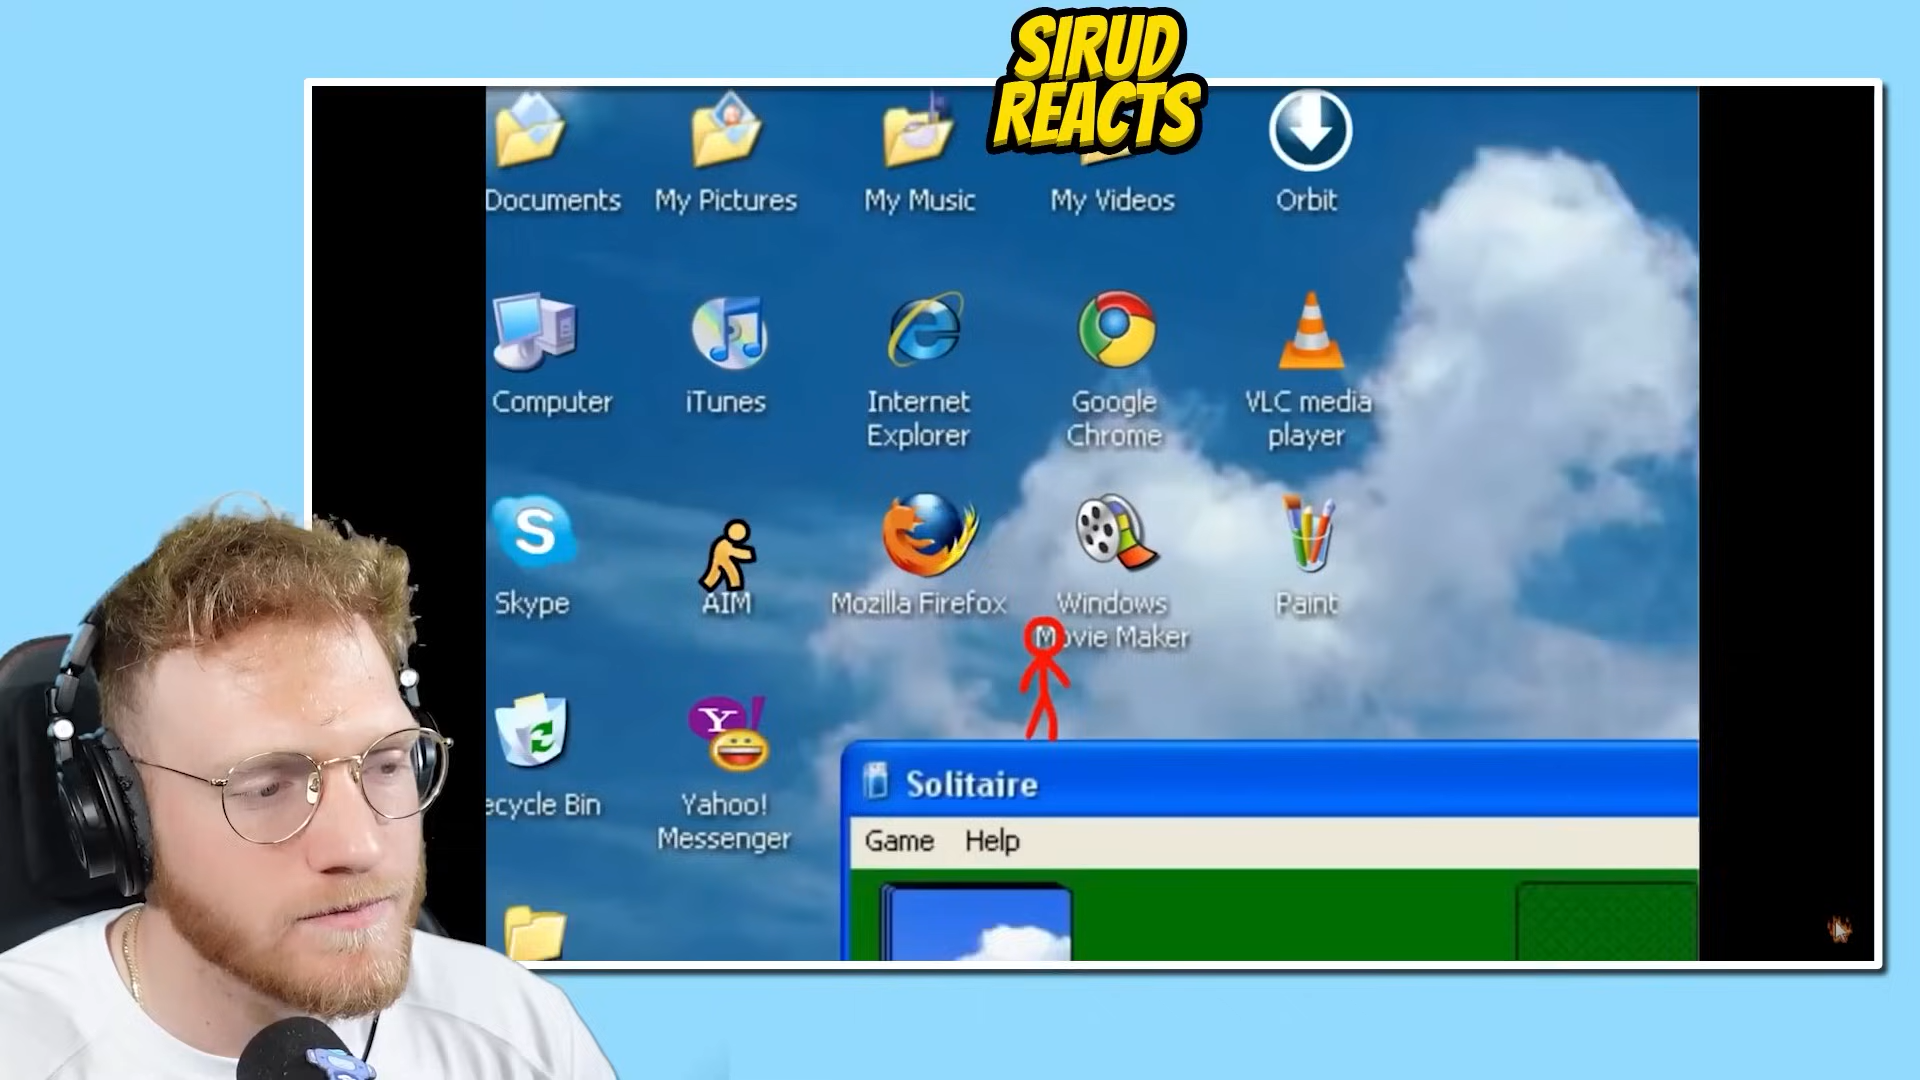 SIRUD
REACTS
Documents My Pictures My Music My Videos Orbit
Computer iTunes Internet Explorer Google Chrome VLC media player
Skype AIM Mozilla Firefox Windows Movie Maker Paint
ecycle Bin Yahoo! Messenger
Solitaire
Game Help